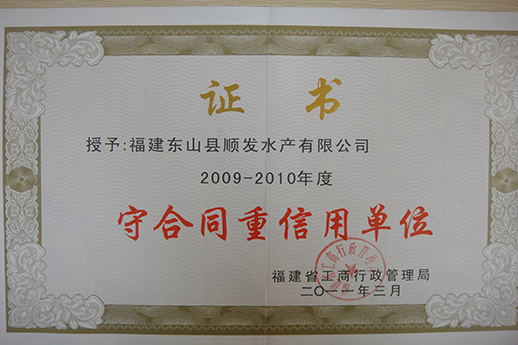 证 书
授予:福建东山县顺发水产有限公司
2009-2010年度
守合同重信用单位
福建省工商行政管理局
二〇一一年三月